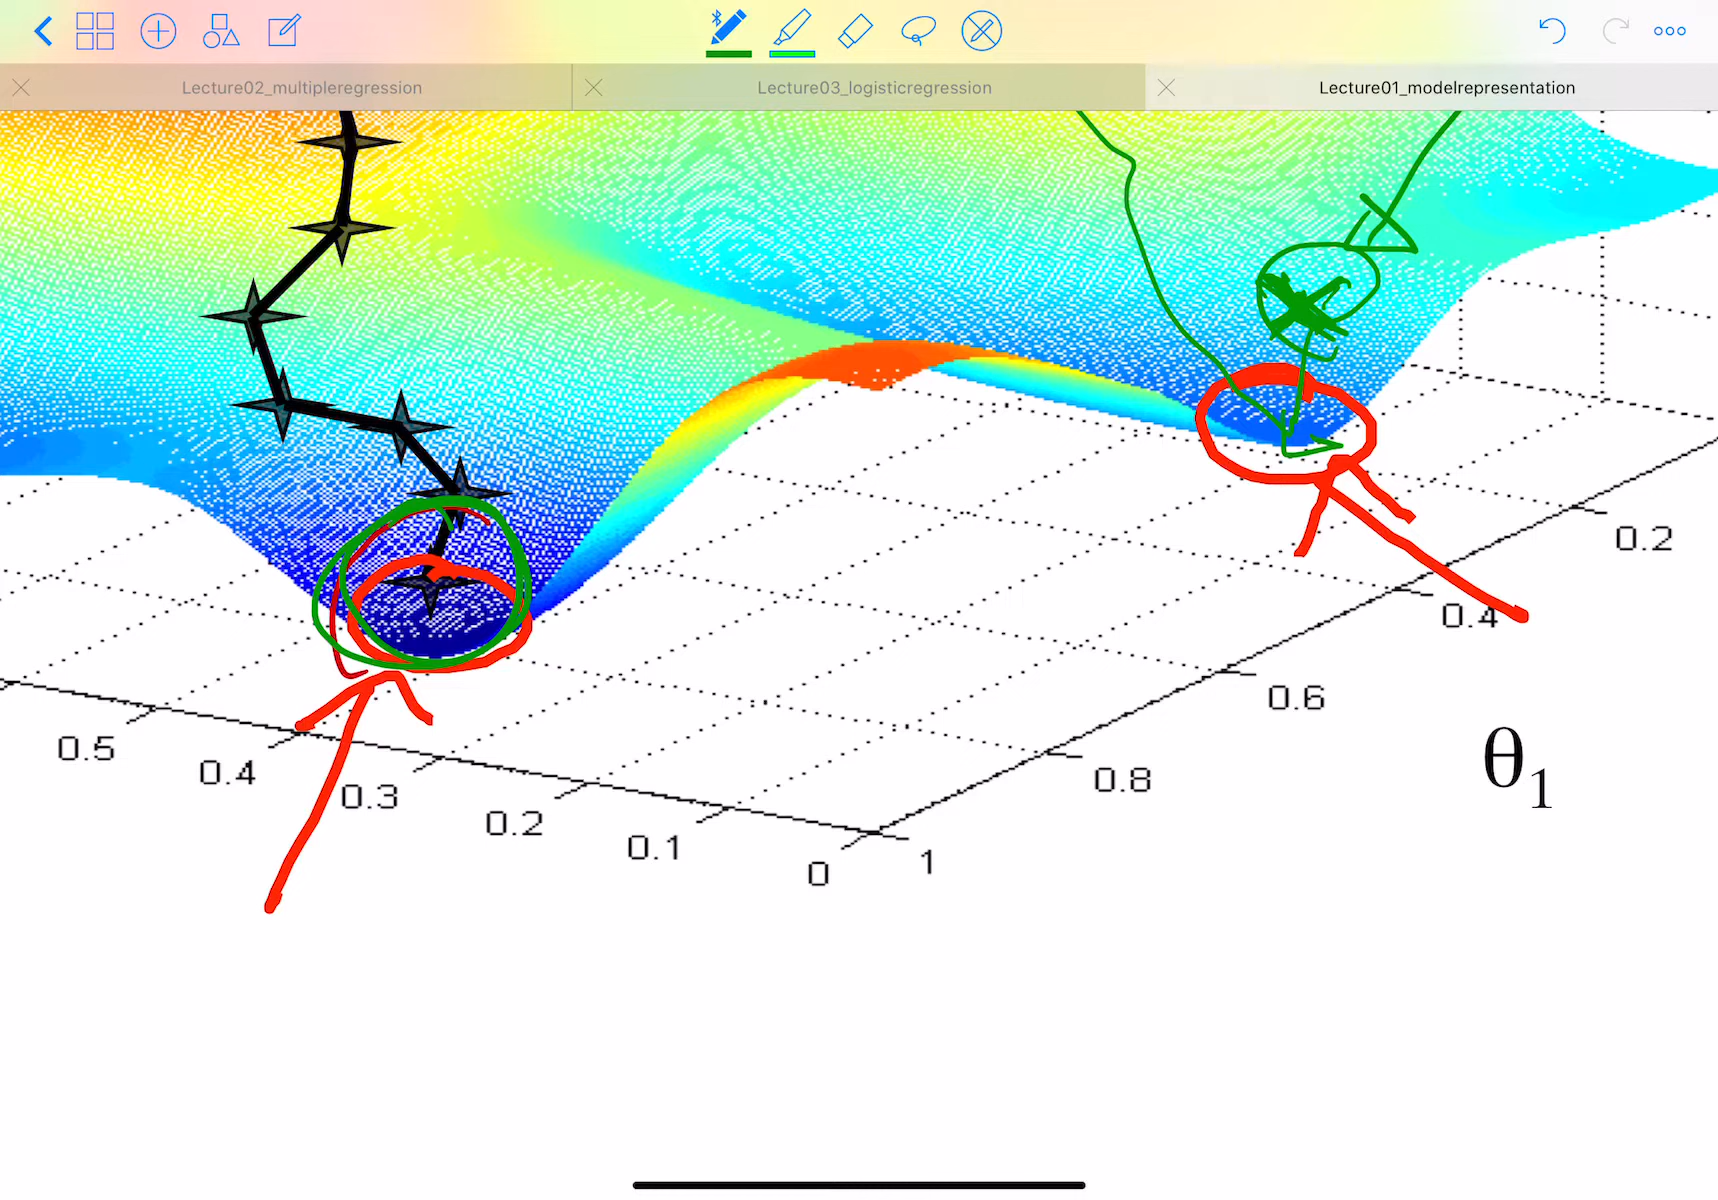 Lecture02_multipleregression
Lecture03_logisticregression
Lecture01_modelrepresentation
0.2
0.4
0.6
0.8
1
θ1
0.5
0.4
0.3
0.2
0.1
0